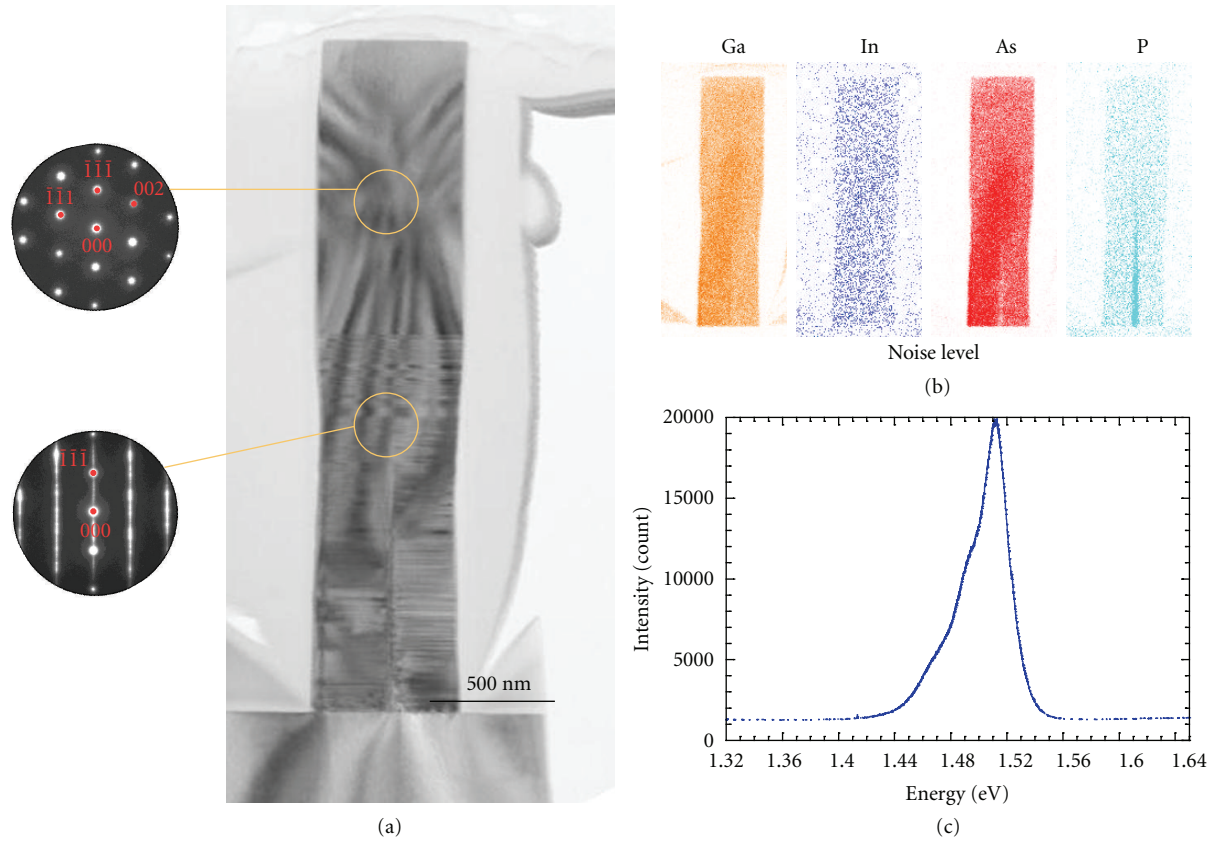 1̄1̄1̄
002
1̄1̄1
000
1̄1̄1̄
000
500 nm
(a)
Ga In As P
Noise level
(b)
20000
15000
10000
5000
0
Intensity (count)
1.32 1.36 1.4 1.44 1.48 1.52 1.56 1.6 1.64
Energy (eV)
(c)